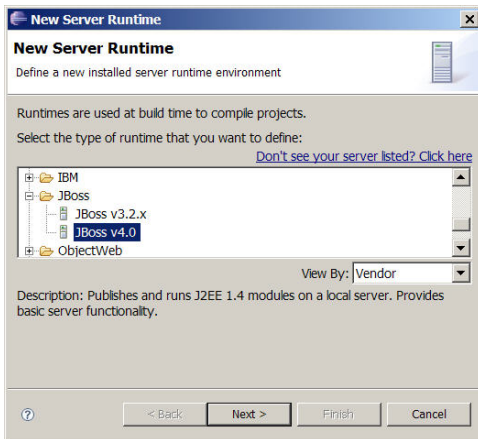 New Server Runtime
New Server Runtime
Define a new installed server runtime environment
Runtimes are used at build time to compile projects.
Select the type of runtime that you want to define:
Don't see your server listed? Click here
IBM
JBoss
JBoss v3.2.x
JBoss v4.0
ObjectWeb
View By: Vendor
Description: Publishes and runs J2EE 1.4 modules on a local server. Provides
basic server functionality.
? < Back Next > Finish Cancel